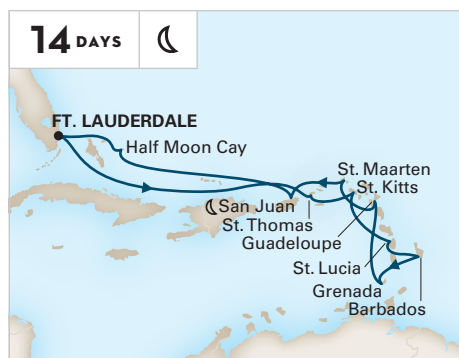 14 DAYS
FT. LAUDERDALE
Half Moon Cay
St. Maarten
St. Kitts
San Juan
St. Thomas
Guadeloupe
St. Lucia
Grenada
Barbados